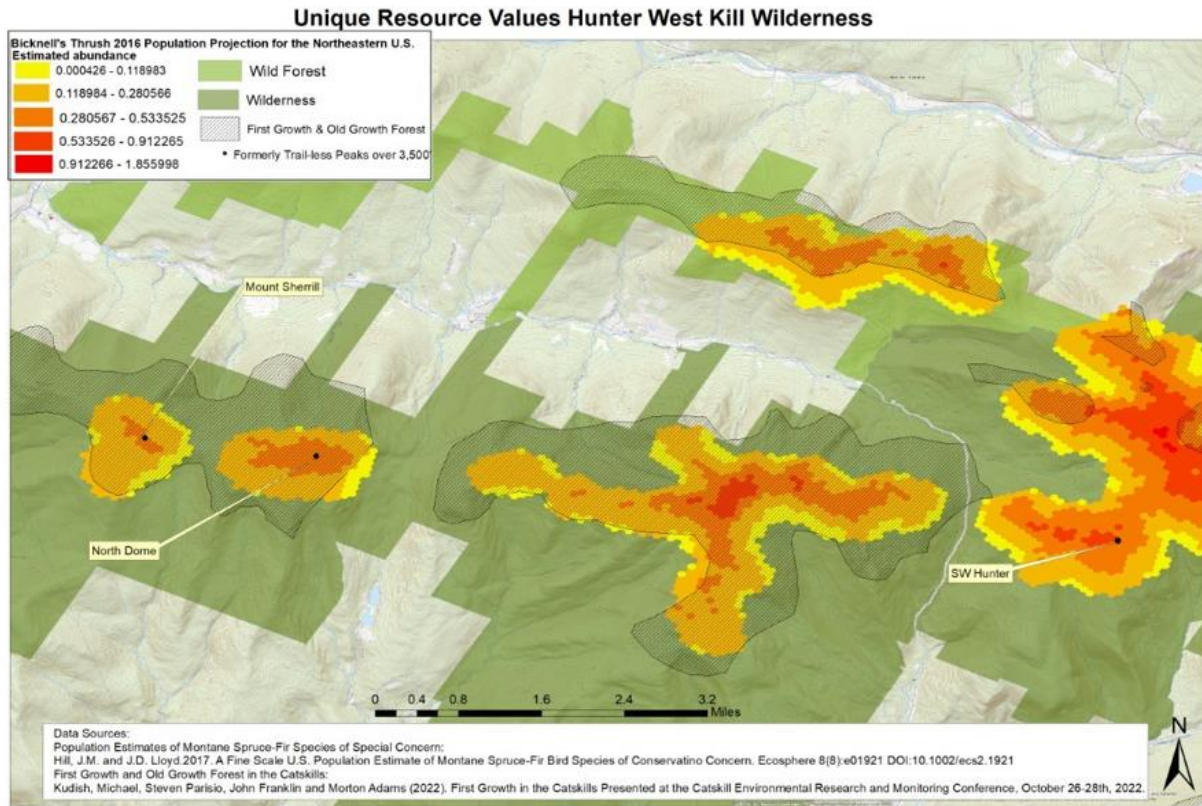 Unique Resource Values Hunter West Kill Wilderness
Bicknell's Thrush 2016 Population Projection for the Northeastern U.S.
Estimated abundance
0.000426 - 0.118983
0.118984 - 0.280566
0.280567 - 0.533525
0.533526 - 0.912265
0.912266 - 1.855998
Wild Forest
Wilderness
First Growth & Old Growth Forest
Formerly Trail-less Peaks over 3,500'
Mount Sherrill
North Dome
SW Hunter
0 0.4 0.8 1.6 2.4 3.2
Miles
N
Data Sources:
Population Estimates of Montane Spruce-Fir Species of Special Concern:
Hill, J.M. and J.D. Lloyd.2017. A Fine Scale U.S. Population Estimate of Montane Spruce-Fir Bird Species of Conservatino Concern. Ecosphere 8(8):e01921 DOI:10.1002/ecs2.1921
First Growth and Old Growth Forest in the Catskills:
Kudish, Michael, Steven Parisio, John Franklin and Morton Adams (2022). First Growth in the Catskills Presented at the Catskill Environmental Research and Monitoring Conference, October 26-28th, 2022.